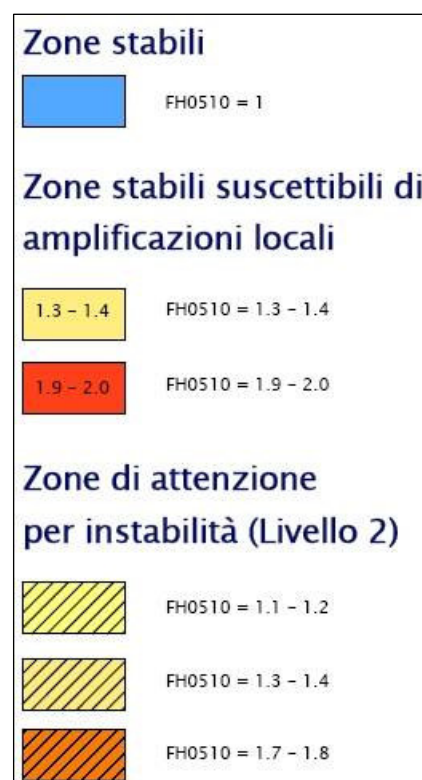 Zone stabili
FH0510 = 1
Zone stabili suscettibili di
amplificazioni locali
1.3 – 1.4 FH0510 = 1.3 – 1.4
1.9 – 2.0 FH0510 = 1.9 – 2.0
Zone di attenzione
per instabilità (Livello 2)
FH0510 = 1.1 – 1.2
FH0510 = 1.3 – 1.4
FH0510 = 1.7 – 1.8